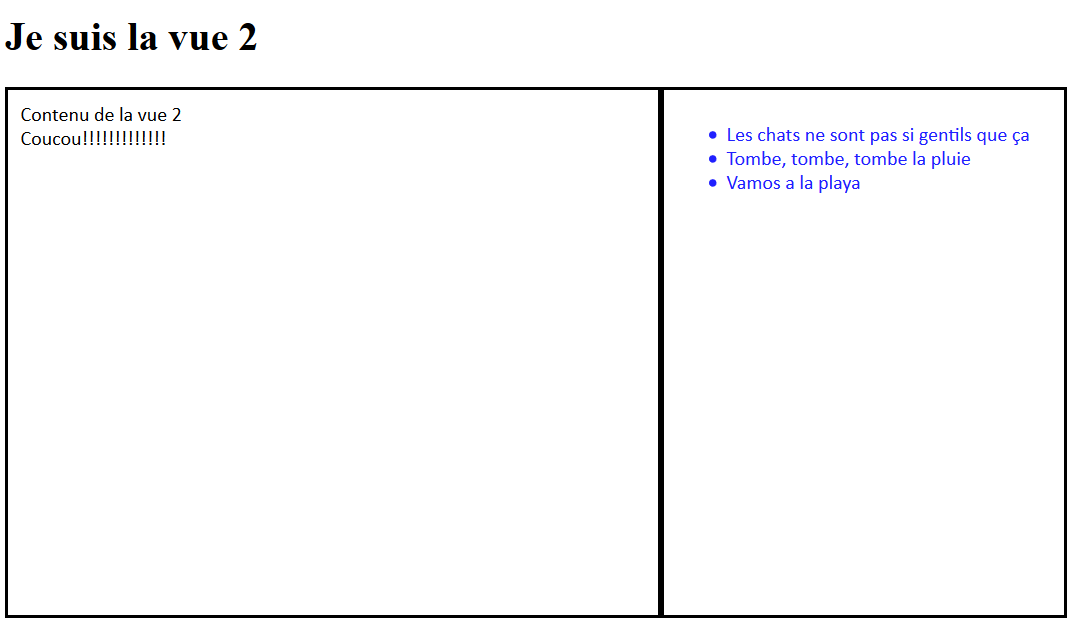 Je suis la vue 2
Contenu de la vue 2
Coucou!!!!!!!!!!!!!
Les chats ne sont pas si gentils que ça
Tombe, tombe, tombe la pluie
Vamos a la playa